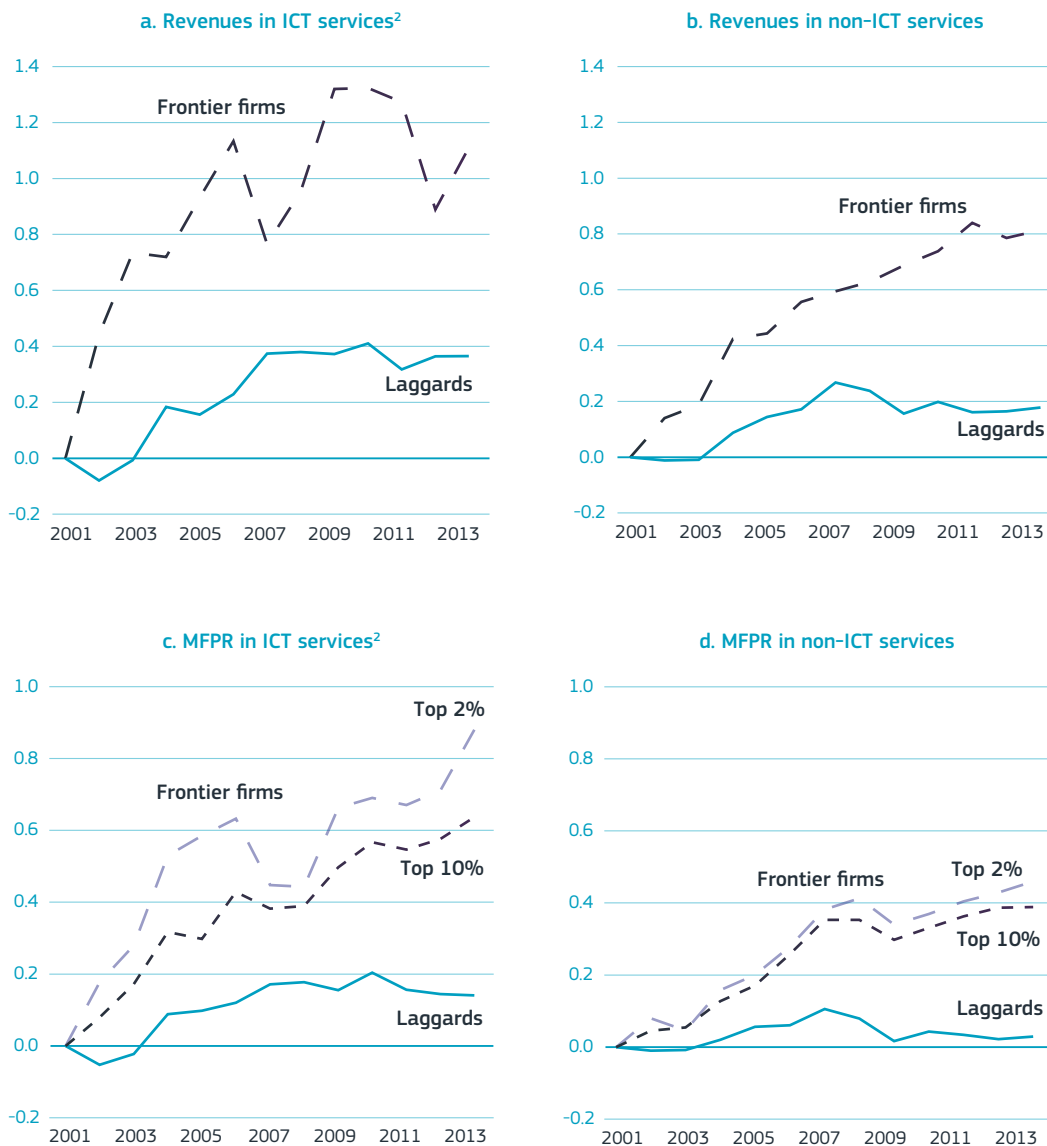 a. Revenues in ICT services²
1.4
1.2
1.0
0.8
0.6
0.4
0.2
0.0
-0.2
Frontier firms
Laggards
2001 2003 2005 2007 2009 2011 2013
b. Revenues in non-ICT services
1.4
1.2
1.0
0.8
0.6
0.4
0.2
0.0
-0.2
Frontier firms
Laggards
2001 2003 2005 2007 2009 2011 2013
c. MFPR in ICT services²
1.0
0.8
0.6
0.4
0.2
0.0
-0.2
Top 2%
Frontier firms
Top 10%
Laggards
2001 2003 2005 2007 2009 2011 2013
d. MFPR in non-ICT services
1.0
0.8
0.6
0.4
0.2
0.0
-0.2
Frontier firms
Top 2%
Top 10%
Laggards
2001 2003 2005 2007 2009 2011 2013